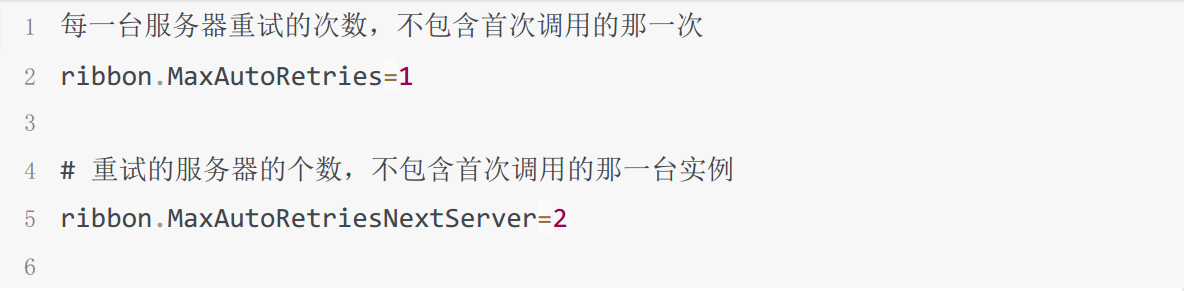 1 每一台服务器重试的次数，不包含首次调用的那一次
2 ribbon.MaxAutoRetries=1
3
4 # 重试的服务器的个数，不包含首次调用的那一台实例
5 ribbon.MaxAutoRetriesNextServer=2
6